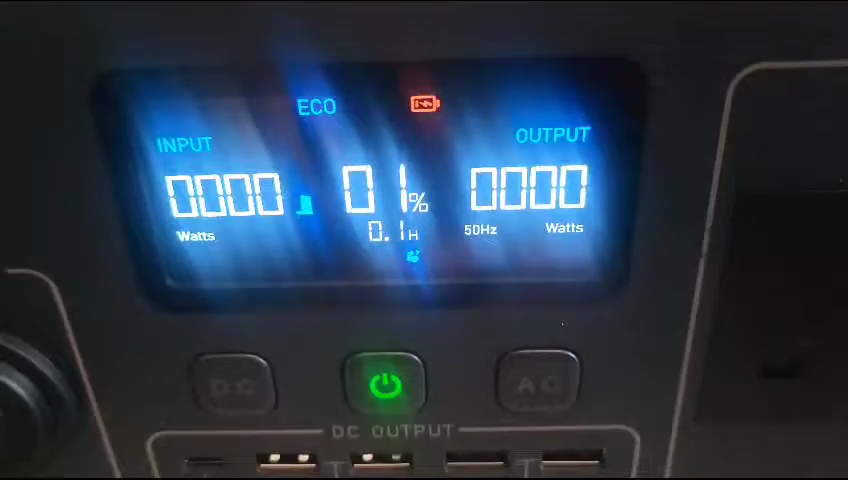 ECO
INPUT
OUTPUT
0000
01%
0000
Watts
0.1H
50Hz
Watts
DC
AC
DC OUTPUT